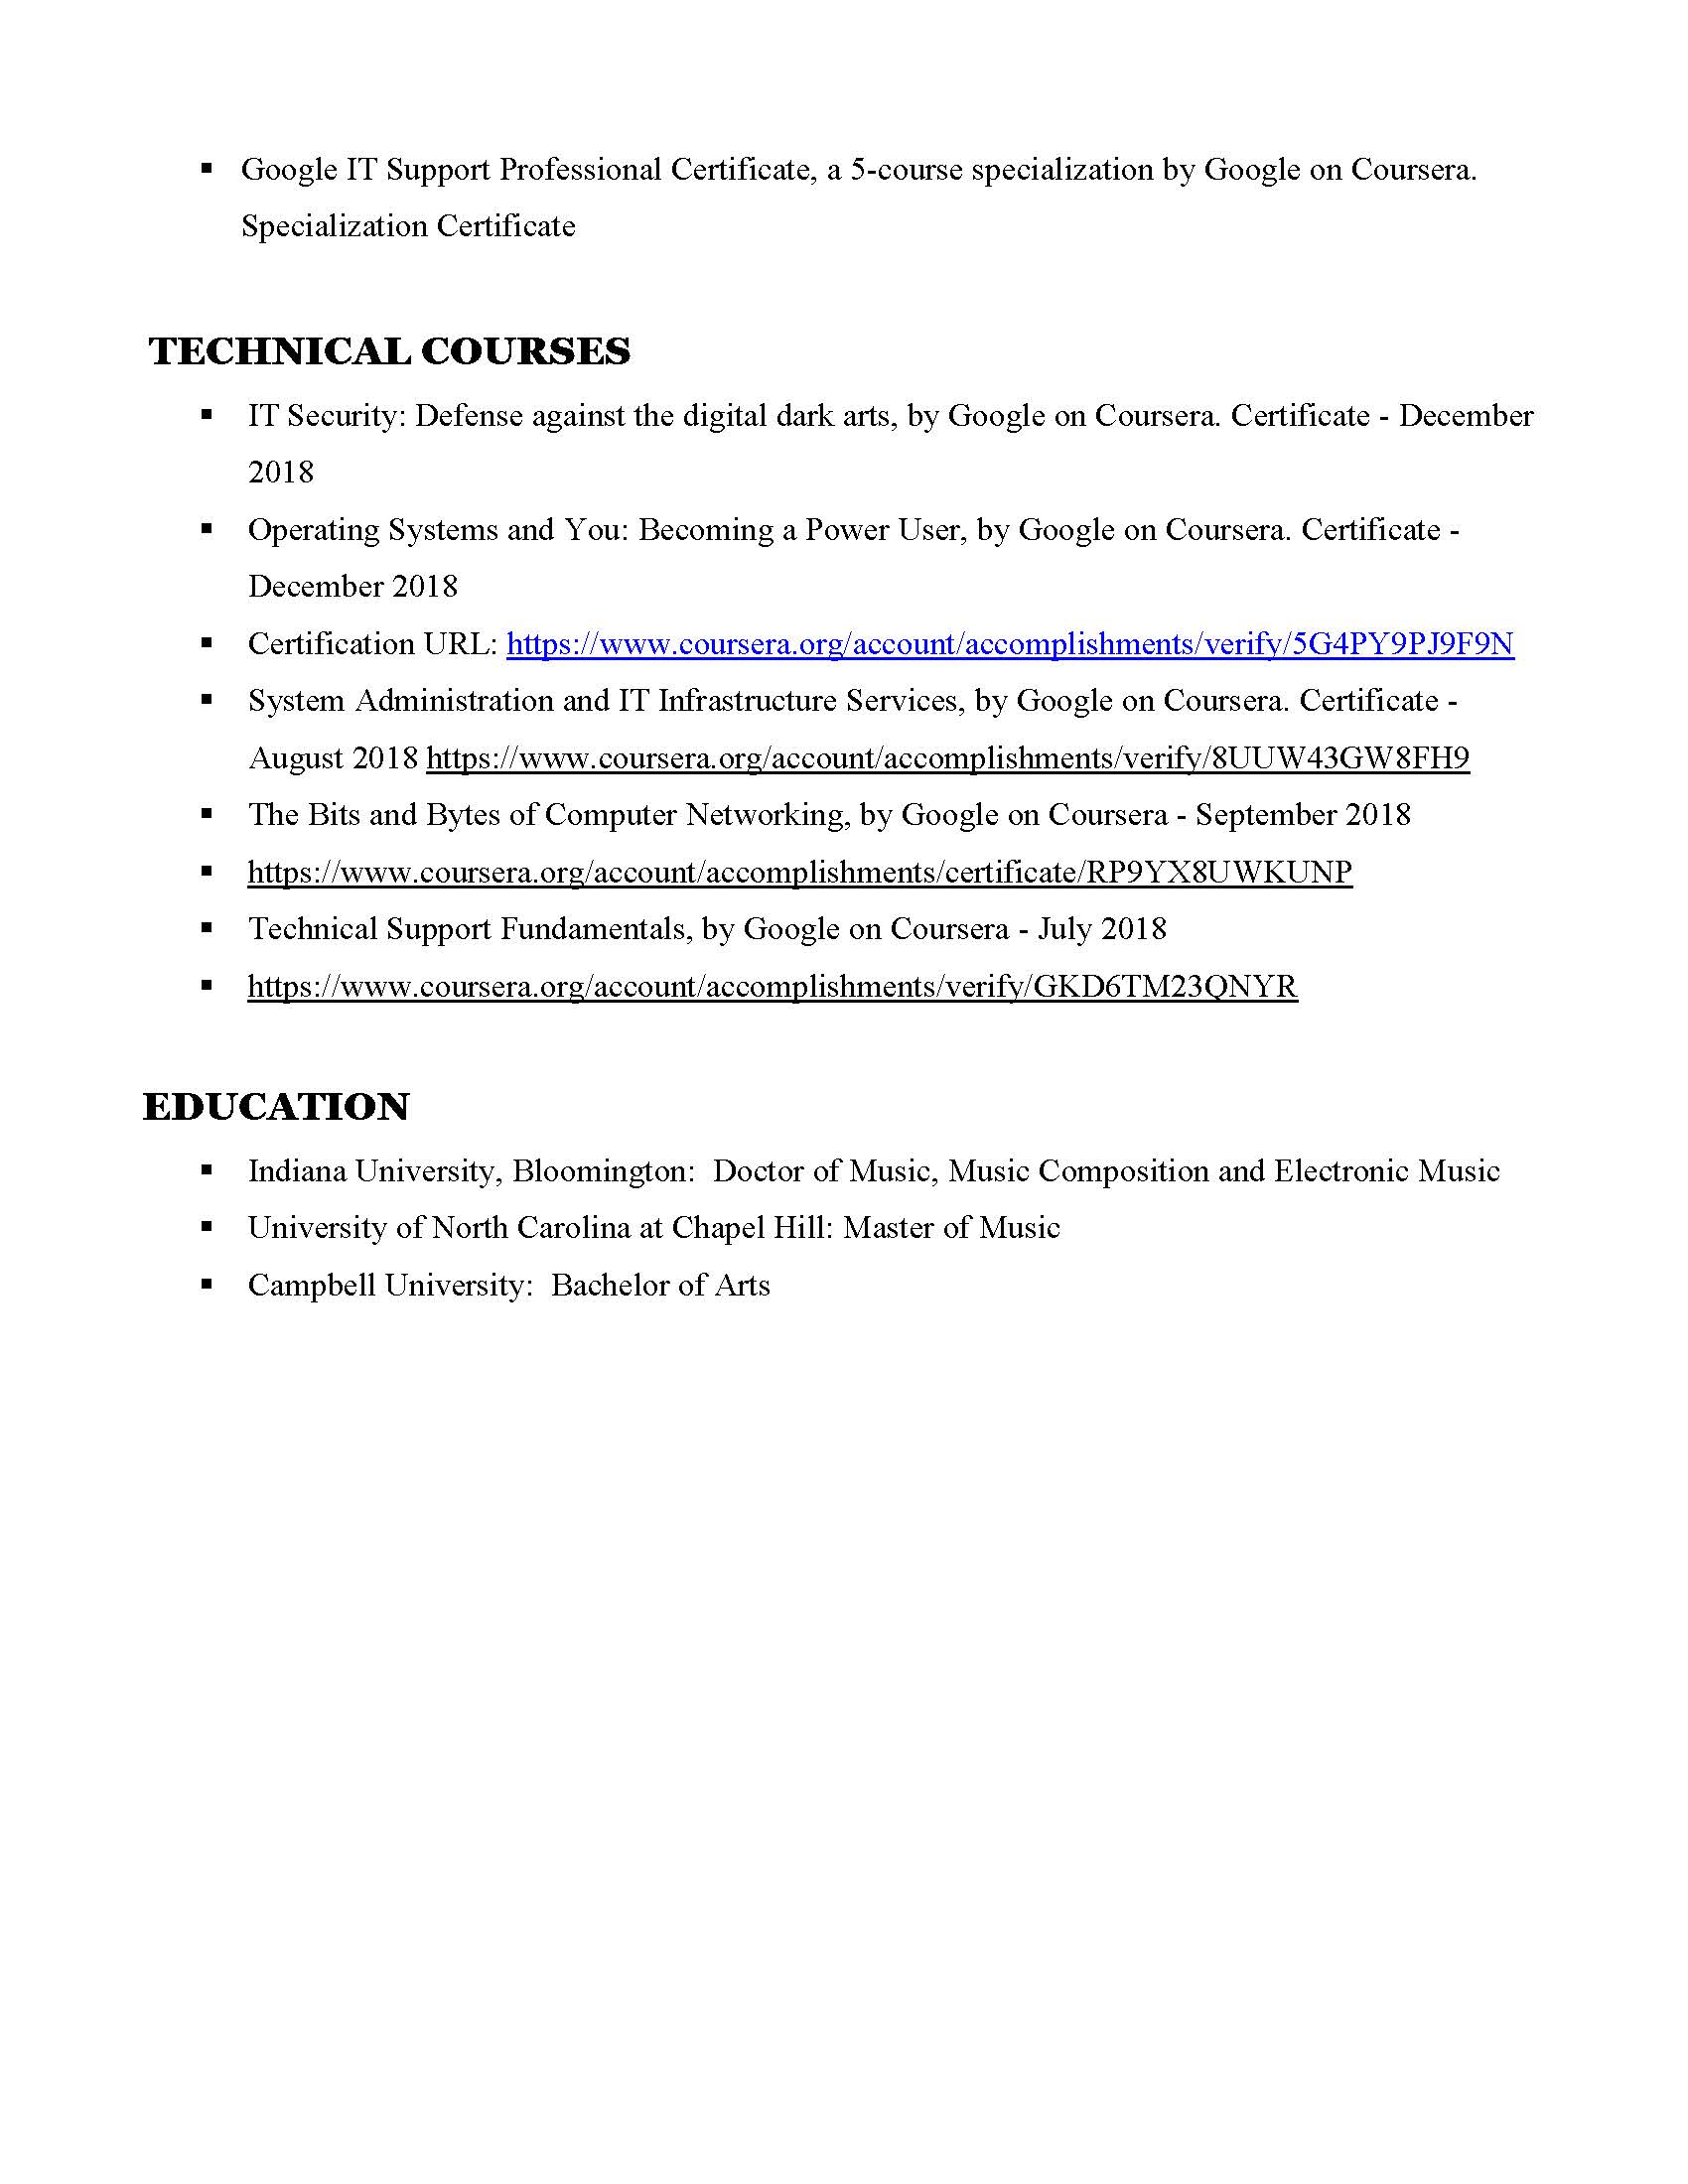 ▪ Google IT Support Professional Certificate, a 5-course specialization by Google on Coursera.
Specialization Certificate
TECHNICAL COURSES
▪ IT Security: Defense against the digital dark arts, by Google on Coursera. Certificate - December
2018
▪ Operating Systems and You: Becoming a Power User, by Google on Coursera. Certificate -
December 2018
▪ Certification URL: https://www.coursera.org/account/accomplishments/verify/5G4PY9PJ9F9N
▪ System Administration and IT Infrastructure Services, by Google on Coursera. Certificate -
August 2018 https://www.coursera.org/account/accomplishments/verify/8UUW43GW8FH9
▪ The Bits and Bytes of Computer Networking, by Google on Coursera - September 2018
▪ https://www.coursera.org/account/accomplishments/certificate/RP9YX8UWKUNP
▪ Technical Support Fundamentals, by Google on Coursera - July 2018
▪ https://www.coursera.org/account/accomplishments/verify/GKD6TM23QNYR
EDUCATION
▪ Indiana University, Bloomington:  Doctor of Music, Music Composition and Electronic Music
▪ University of North Carolina at Chapel Hill: Master of Music
▪ Campbell University:  Bachelor of Arts